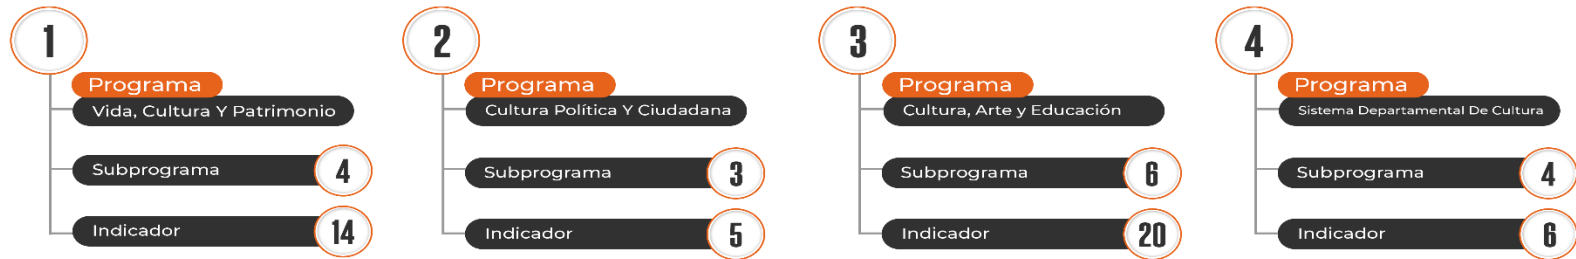 1
Programa
Vida, Cultura Y Patrimonio
Subprograma 4
Indicador 14
2
Programa
Cultura Política Y Ciudadana
Subprograma 3
Indicador 5
3
Programa
Cultura, Arte y Educación
Subprograma 6
Indicador 20
4
Programa
Sistema Departamental De Cultura
Subprograma 4
Indicador 6